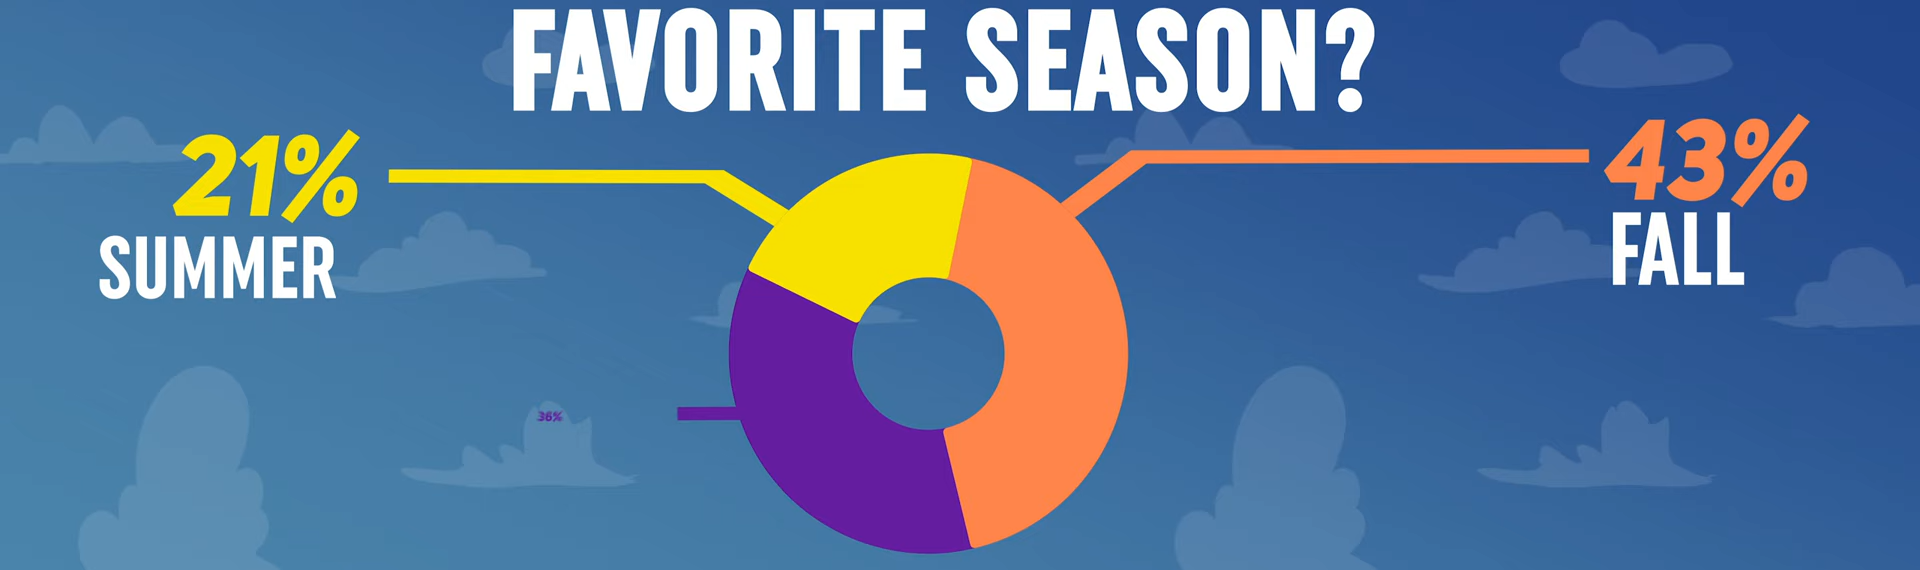 FAVORITE SEASON?
21%
SUMMER
43%
FALL
36%